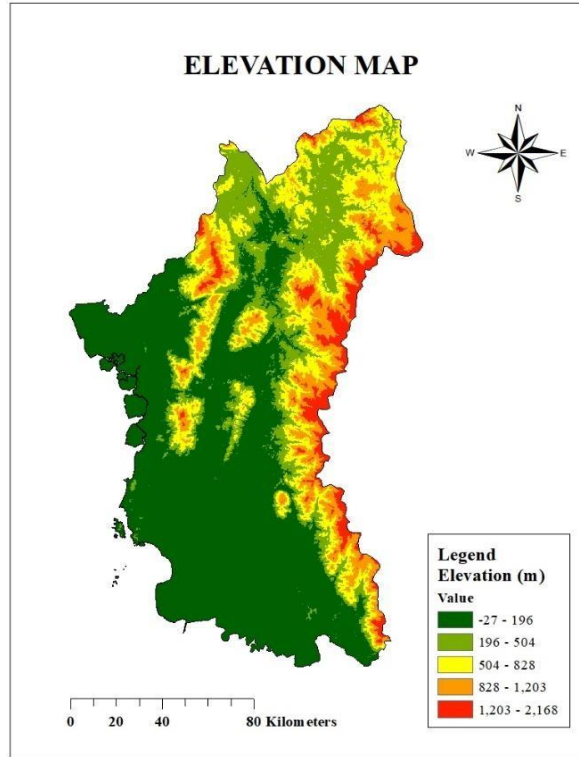 ELEVATION MAP
N
W E
S
Legend
Elevation (m)
Value
-27 - 196
196 - 504
504 - 828
828 - 1,203
1,203 - 2,168
0 20 40 80 Kilometers